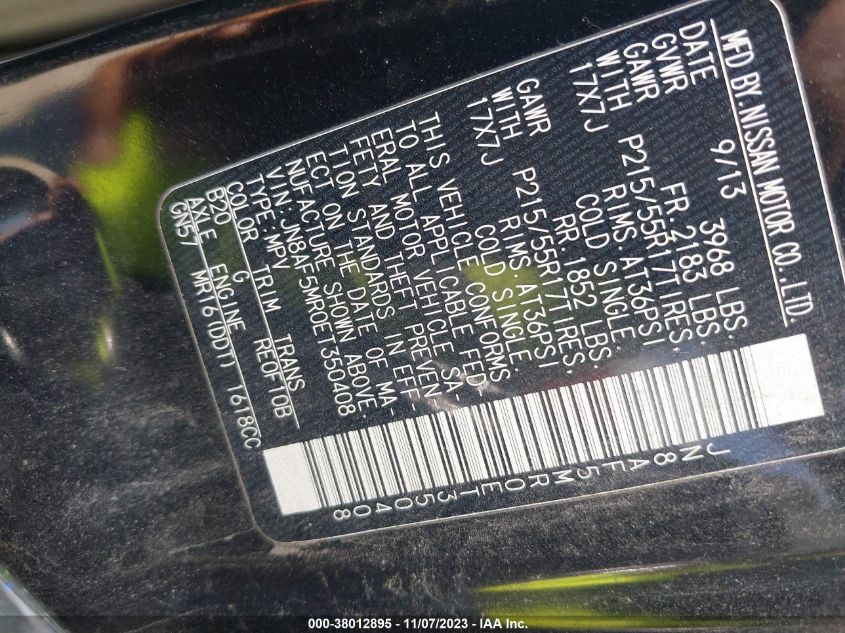 MFD BY.NISSAN MOTOR CO.,LTD.
DATE 9/13
GVWR 3968 LBS.
GAWR FR. 2183 LBS.
WITH P215/55R17TIRES,
17X7J RIMS AT36PSI
COLD SINGLE
GAWR RR 1852 LBS.
WITH P215/55R17TIRES.
17X7J RIMS. AT36PSI
COLD SINGLE
THIS VEHICLE CONFORMS
TO ALL APPLICABLE FED-
ERAL MOTOR VEHICLE SA-
FETY AND THEFT PREVEN-
TION STANDARDS IN EFF-
ECT ON THE DATE OF MA-
NUFACTURE SHOWN ABOVE
VIN:JN8AF5MR0ET350408
TYPE:MPV
COLOR TRIM TRANS
B20 G RE0F10B
AXLE ENGINE
GN57 MR16(DDT) 1618CC
JN8AF5MR0ET350408
000-38012895 - 11/07/2023 - IAA Inc.